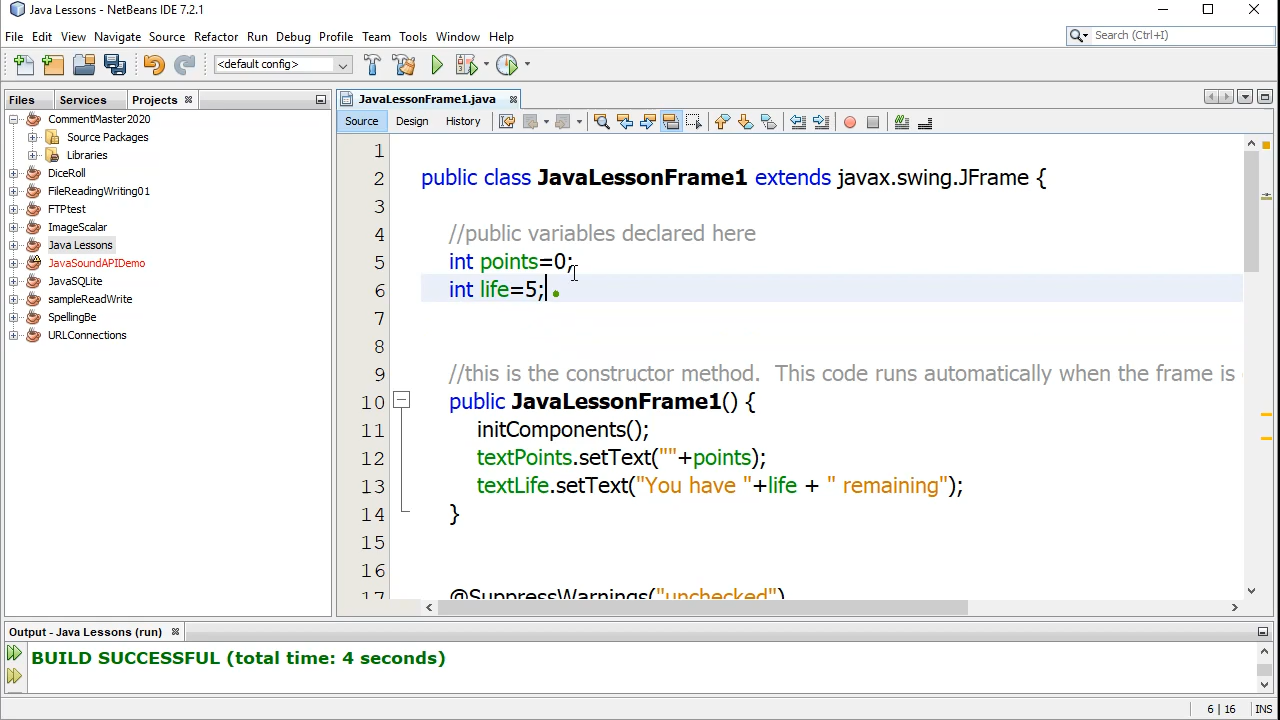 Java Lessons - NetBeans IDE 7.2.1
File Edit View Navigate Source Refactor Run Debug Profile Team Tools Window Help
Search (Ctrl+I)
<default config>
Files Services Projects
JavaLessonFrame1.java
Source Design History
CommentMaster2020
Source Packages
Libraries
DiceRoll
FileReadingWriting01
FTPtest
ImageScalar
Java Lessons
JavaSoundAPIDemo
JavaSQLite
sampleReadWrite
SpellingBe
URLConnections
1
2 public class JavaLessonFrame1 extends javax.swing.JFrame {
3
4 //public variables declared here
5 int points=0;
6 int life=5;
7
8
9 //this is the constructor method.  This code runs automatically when the frame is
10 public JavaLessonFrame1() {
11 initComponents();
12 textPoints.setText(""+points);
13 textLife.setText("You have "+life + " remaining");
14 }
15
16
17 @SuppressWarnings("unchecked")
Output - Java Lessons (run)
BUILD SUCCESSFUL (total time: 4 seconds)
6 | 16 INS